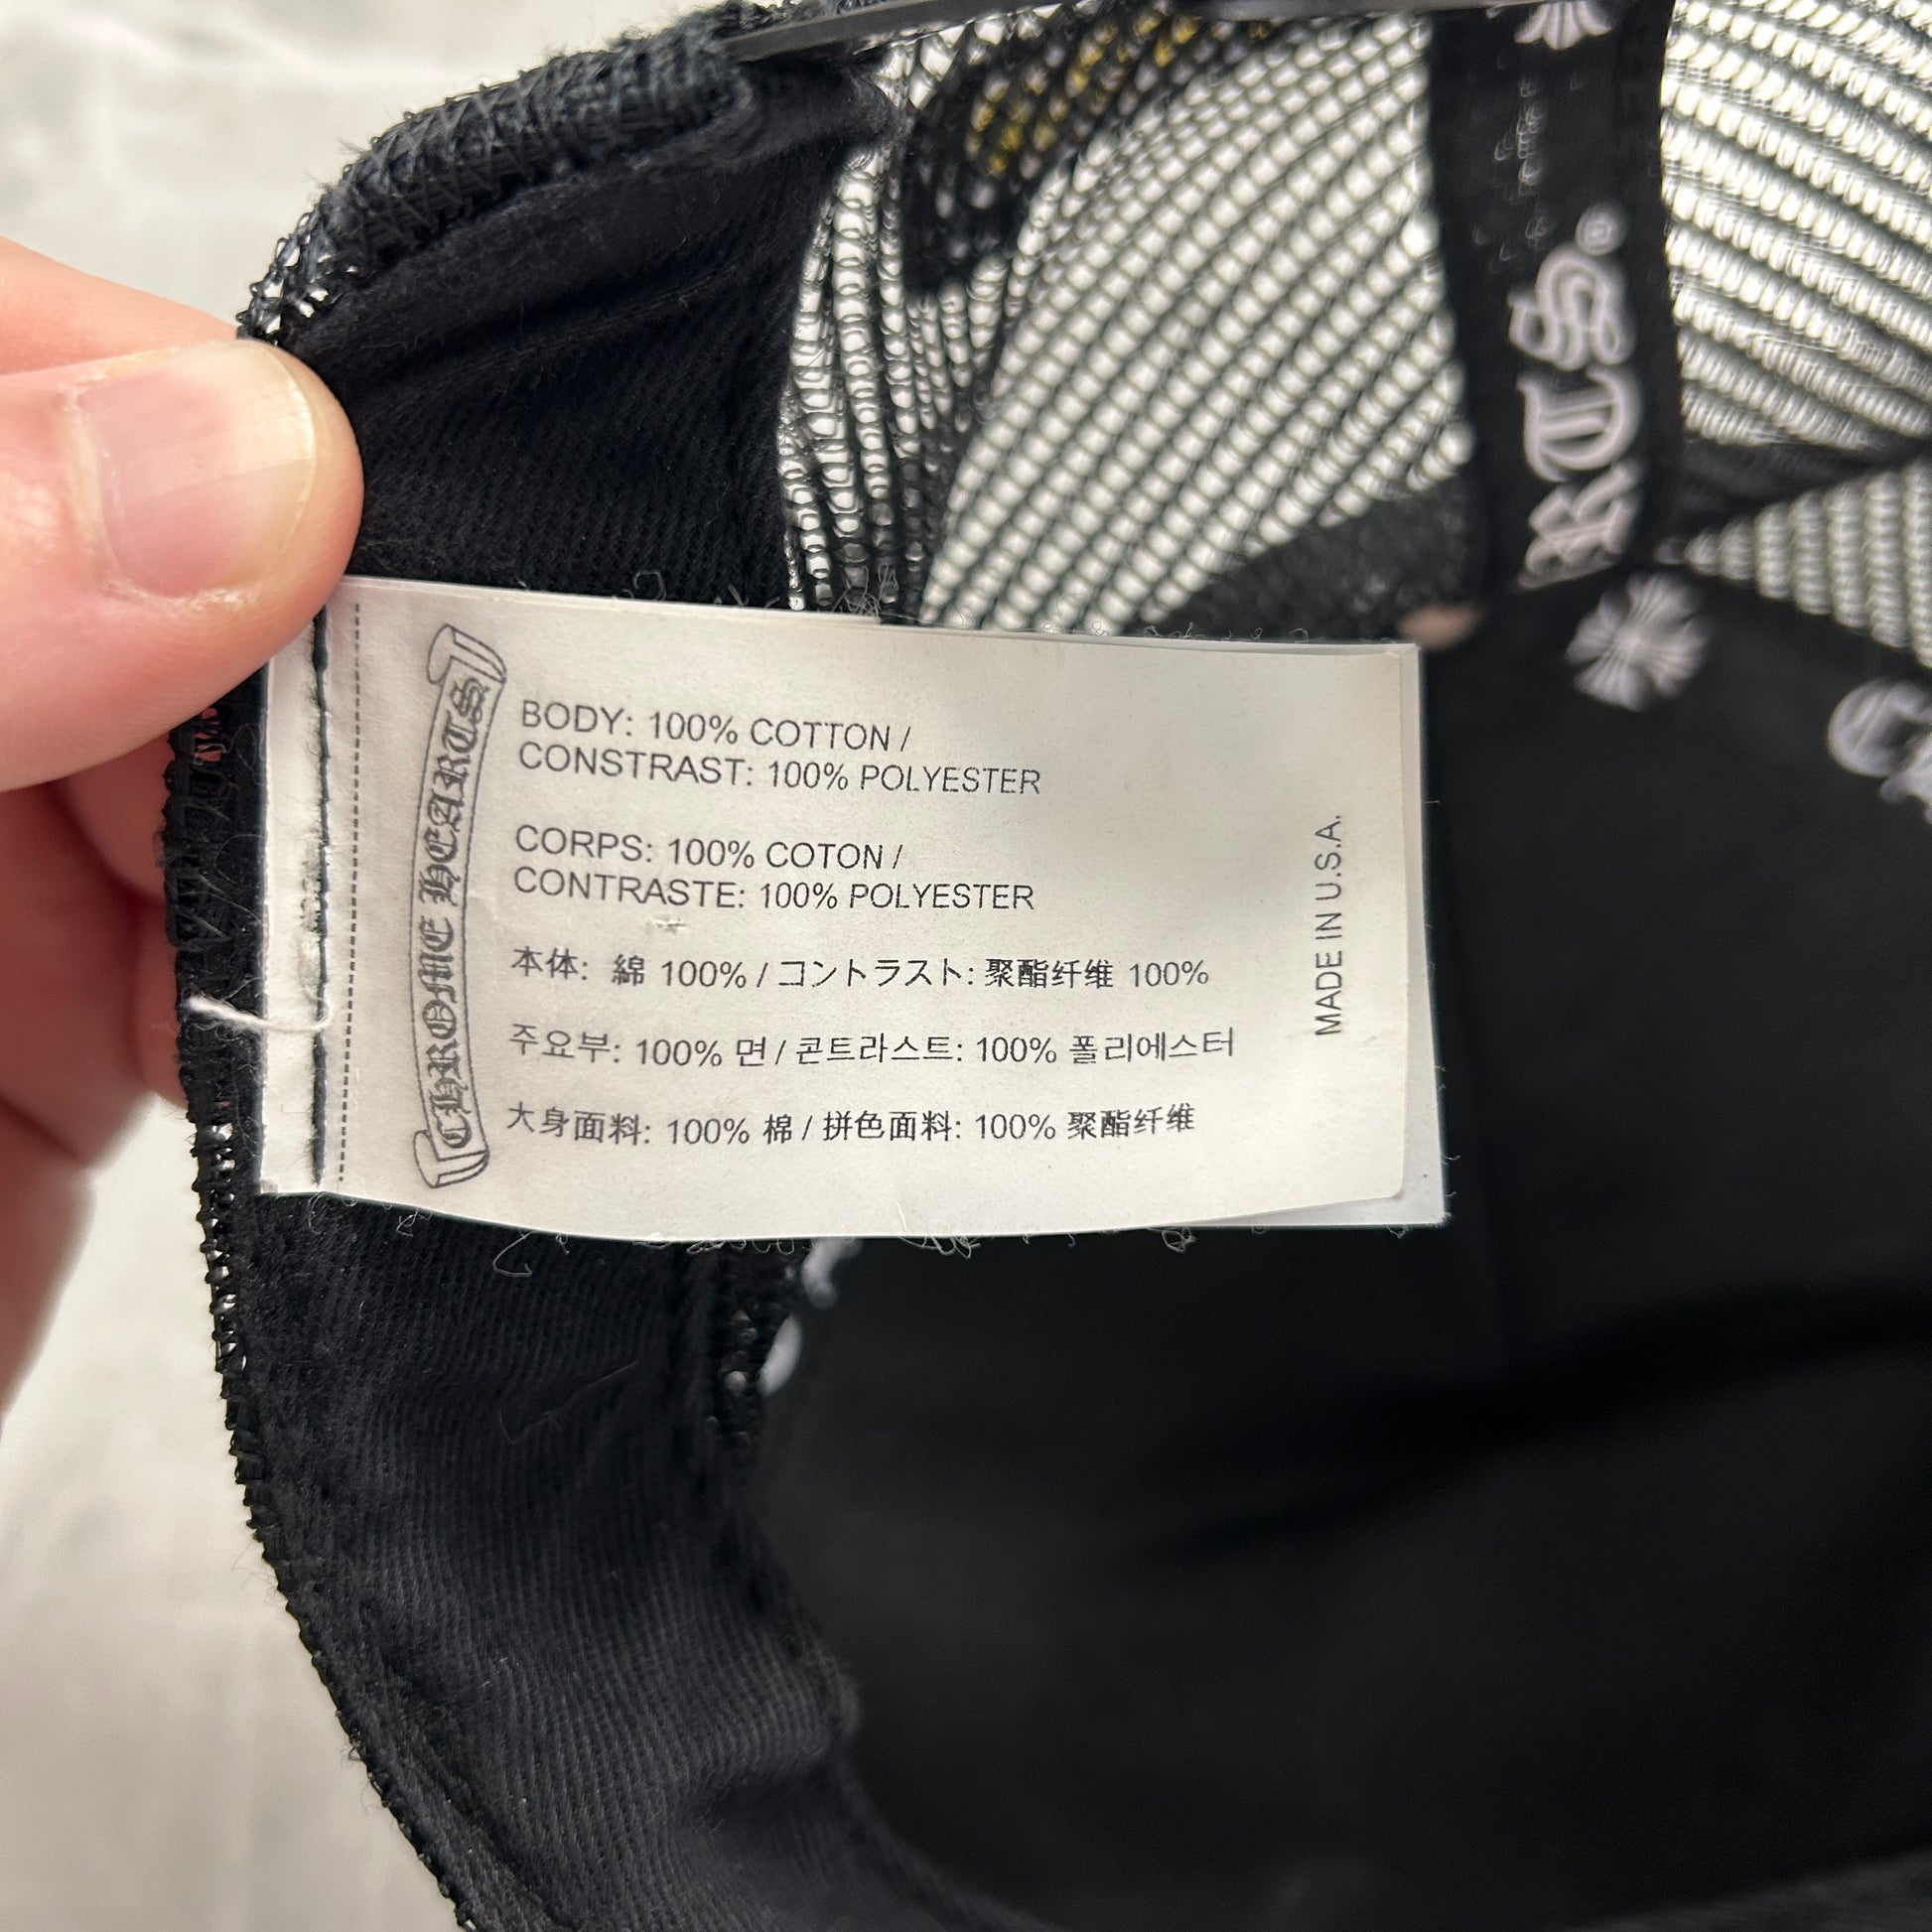 CHROME HEARTS
BODY: 100% COTTON /
CONSTRAST: 100% POLYESTER
CORPS: 100% COTON /
CONTRASTE: 100% POLYESTER
本体: 綿 100% / コントラスト: 聚酯纤维 100%
주요부: 100% 면 / 콘트라스트: 100% 폴리에스터
大身面料: 100% 棉 / 拼色面料: 100% 聚酯纤维
MADE IN U.S.A.
RTS®